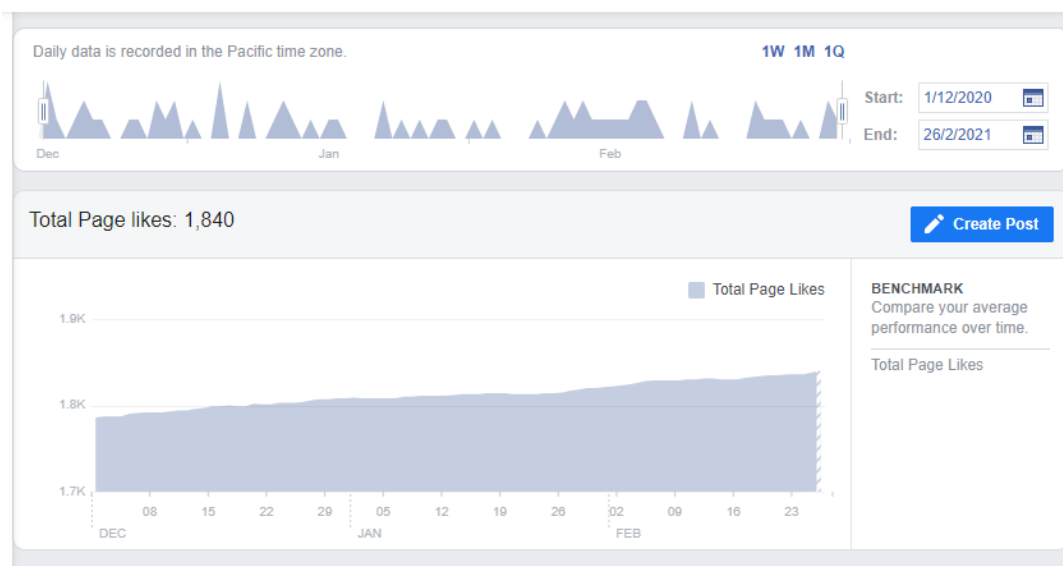 Daily data is recorded in the Pacific time zone.
1W 1M 1Q
Start: 1/12/2020
End: 26/2/2021
Dec Jan Feb
Total Page likes: 1,840
Create Post
Total Page Likes
1.9K
1.8K
1.7K
08 15 22 29 05 12 19 26 02 09 16 23
DEC JAN FEB
BENCHMARK
Compare your average
performance over time.
Total Page Likes